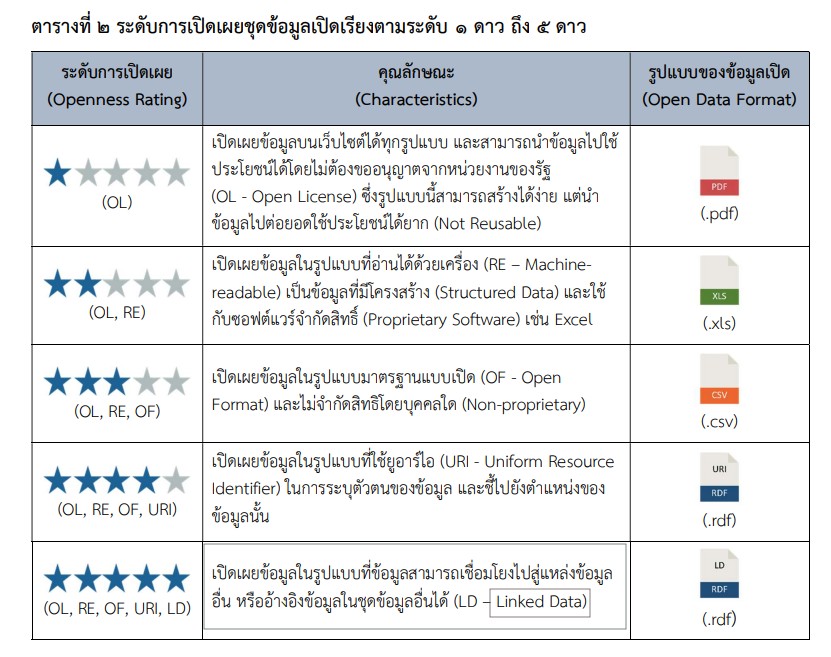 ตารางที่ ๒ ระดับการเปิดเผยชุดข้อมูลเปิดเรียงตามระดับ ๑ ดาว ถึง ๕ ดาว
ระดับการเปิดเผย
(Openness Rating)
คุณลักษณะ
(Characteristics)
รูปแบบของข้อมูลเปิด
(Open Data Format)
(OL)
เปิดเผยข้อมูลบนเว็บไซต์ได้ทุกรูปแบบ และสามารถนำข้อมูลไปใช้
ประโยชน์ได้โดยไม่ต้องขออนุญาตจากหน่วยงานของรัฐ
(OL - Open License) ซึ่งรูปแบบนี้สามารถสร้างได้ง่าย แต่นำ
ข้อมูลไปต่อยอดใช้ประโยชน์ได้ยาก (Not Reusable)
PDF
(.pdf)
(OL, RE)
เปิดเผยข้อมูลในรูปแบบที่อ่านได้ด้วยเครื่อง (RE – Machine-
readable) เป็นข้อมูลที่มีโครงสร้าง (Structured Data) และใช้
กับซอฟต์แวร์จำกัดสิทธิ์ (Proprietary Software) เช่น Excel
XLS
(.xls)
(OL, RE, OF)
เปิดเผยข้อมูลในรูปแบบมาตรฐานแบบเปิด (OF - Open
Format) และไม่จำกัดสิทธิโดยบุคคลใด (Non-proprietary)
CSV
(.csv)
(OL, RE, OF, URI)
เปิดเผยข้อมูลในรูปแบบที่ใช้ยูอาร์ไอ (URI - Uniform Resource
Identifier) ในการระบุตัวตนของข้อมูล และชี้ไปยังตำแหน่งของ
ข้อมูลนั้น
URI
RDF
(.rdf)
(OL, RE, OF, URI, LD)
เปิดเผยข้อมูลในรูปแบบที่ข้อมูลสามารถเชื่อมโยงไปสู่แหล่งข้อมูล
อื่น หรืออ้างอิงข้อมูลในชุดข้อมูลอื่นได้ (LD – Linked Data)
LD
RDF
(.rdf)